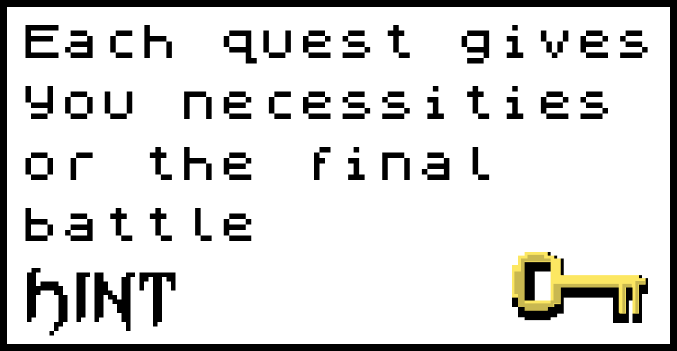 Each quest gives
You necessities
or the final
battle
HINT